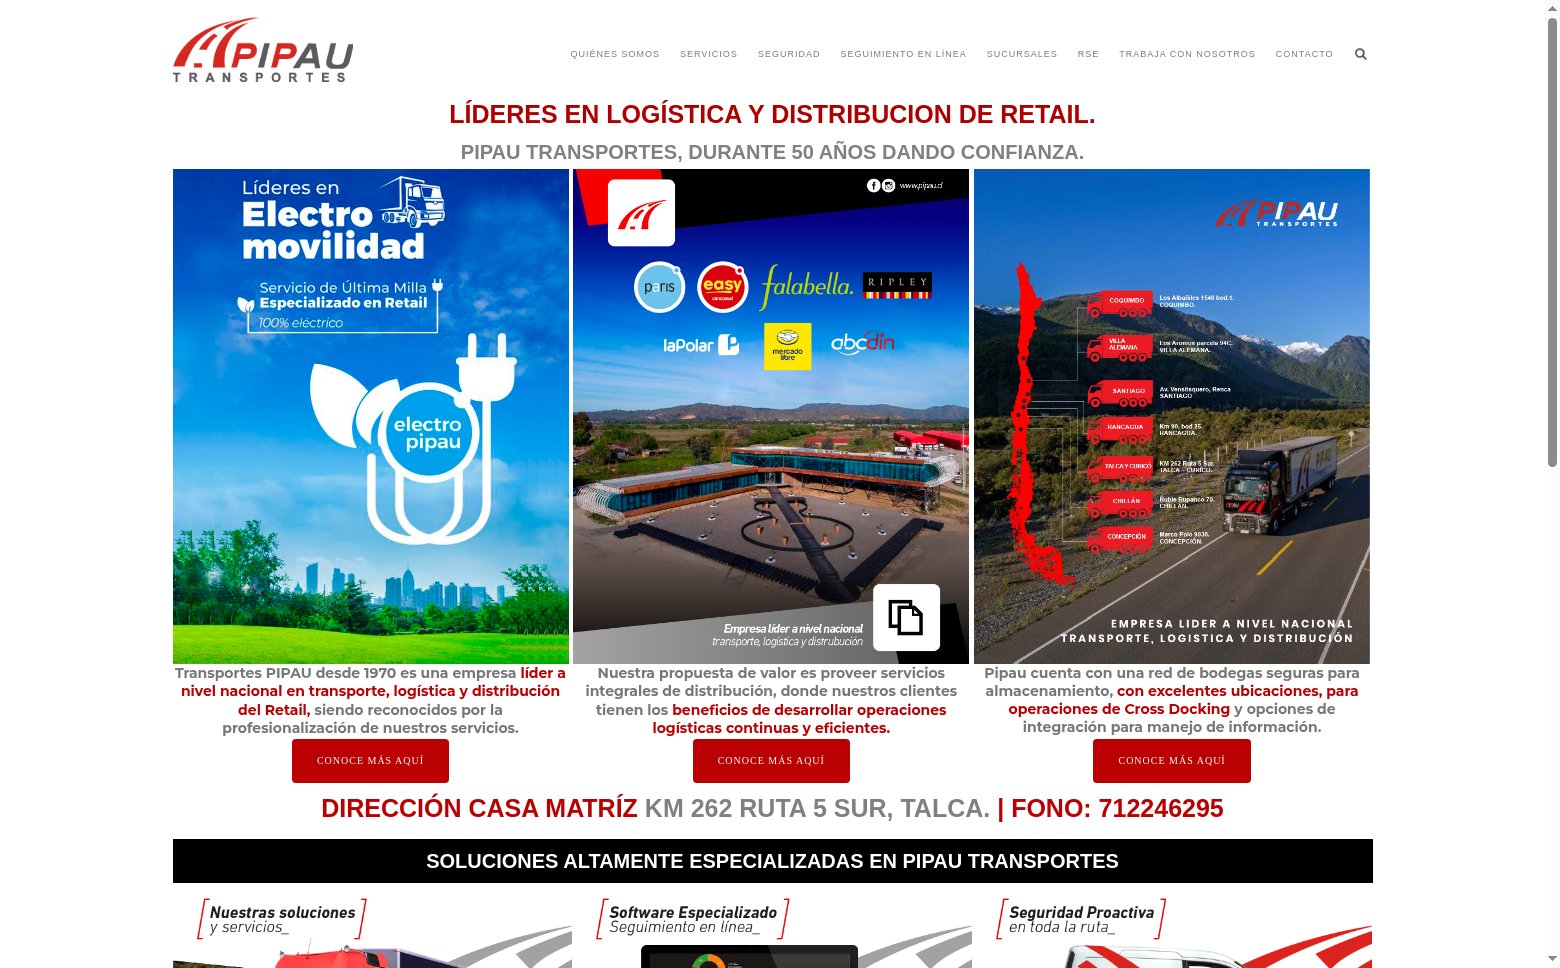 PIPAU
TRANSPORTES
QUIÉNES SOMOS SERVICIOS SEGURIDAD SEGUIMIENTO EN LÍNEA SUCURSALES RSE TRABAJA CON NOSOTROS CONTACTO
LÍDERES EN LOGÍSTICA Y DISTRIBUCION DE RETAIL.
PIPAU TRANSPORTES, DURANTE 50 AÑOS DANDO CONFIANZA.
Líderes en
Electro
movilidad
Servicio de Última Milla
Especializado en Retail
100% eléctrico
electro
pipau
www.pipau.cl
paris
easy
cencosud
falabella.
RIPLEY
laPolar
mercado
libre
abcdin
Empresa líder a nivel nacional
transporte, logística y distrubución
PIPAU
TRANSPORTES
COQUIMBO
Los Albañiles 1540 bod.1.
COQUIMBO.
VILLA
ALEMANA
Los Aromos parcela 94C.
VILLA ALEMANA.
SANTIAGO
Av. Venstisquero, Renca
SANTIAGO
RANCAGUA
Km 90, bod 25.
RANCAGUA.
TALCA Y CURICO
KM 262 Ruta 5 Sur.
TALCA – CURICÓ.
CHILLÁN
Ñuble Rupanco 78.
CHILLÁN.
CONCEPCIÓN
Marco Polo 9038.
CONCEPCIÓN.
PIPAU
EMPRESA LIDER A NIVEL NACIONAL
TRANSPORTE, LOGISTICA Y DISTRIBUCIÓN
Transportes PIPAU desde 1970 es una empresa líder a
nivel nacional en transporte, logística y distribución
del Retail, siendo reconocidos por la
profesionalización de nuestros servicios.
CONOCE MÁS AQUÍ
Nuestra propuesta de valor es proveer servicios
integrales de distribución, donde nuestros clientes
tienen los beneficios de desarrollar operaciones
logísticas continuas y eficientes.
CONOCE MÁS AQUÍ
Pipau cuenta con una red de bodegas seguras para
almacenamiento, con excelentes ubicaciones, para
operaciones de Cross Docking y opciones de
integración para manejo de información.
CONOCE MÁS AQUÍ
DIRECCIÓN CASA MATRÍZ KM 262 RUTA 5 SUR, TALCA. | FONO: 712246295
SOLUCIONES ALTAMENTE ESPECIALIZADAS EN PIPAU TRANSPORTES
Nuestras soluciones
y servicios_
Software Especializado
Seguimiento en línea_
Seguridad Proactiva
en toda la ruta_